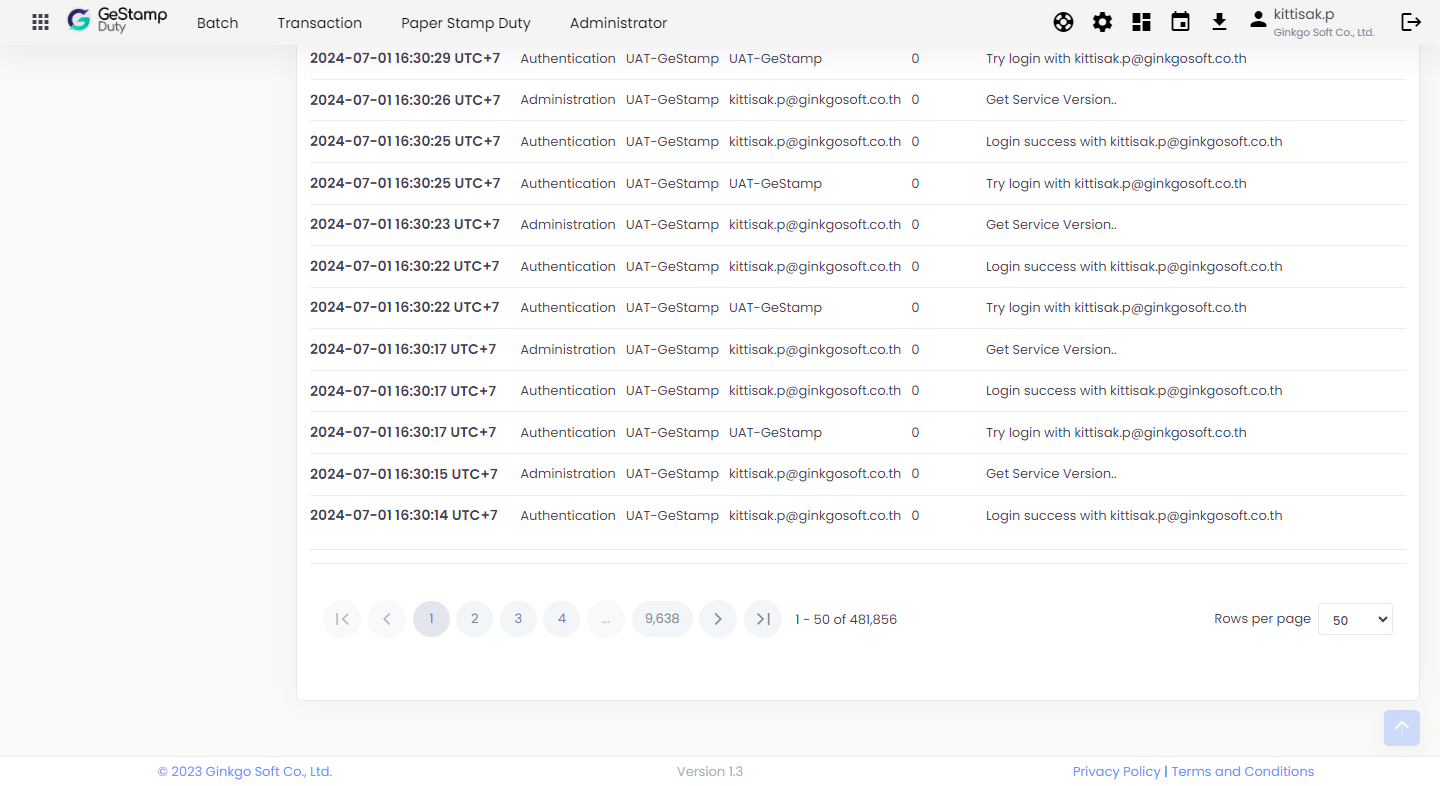 GeStamp
Duty
Batch Transaction Paper Stamp Duty Administrator
kittisak.p
Ginkgo Soft Co., Ltd.
2024-07-01 16:30:29 UTC+7 Authentication UAT-GeStamp UAT-GeStamp 0 Try login with kittisak.p@ginkgosoft.co.th
2024-07-01 16:30:26 UTC+7 Administration UAT-GeStamp kittisak.p@ginkgosoft.co.th 0 Get Service Version..
2024-07-01 16:30:25 UTC+7 Authentication UAT-GeStamp kittisak.p@ginkgosoft.co.th 0 Login success with kittisak.p@ginkgosoft.co.th
2024-07-01 16:30:25 UTC+7 Authentication UAT-GeStamp UAT-GeStamp 0 Try login with kittisak.p@ginkgosoft.co.th
2024-07-01 16:30:23 UTC+7 Administration UAT-GeStamp kittisak.p@ginkgosoft.co.th 0 Get Service Version..
2024-07-01 16:30:22 UTC+7 Authentication UAT-GeStamp kittisak.p@ginkgosoft.co.th 0 Login success with kittisak.p@ginkgosoft.co.th
2024-07-01 16:30:22 UTC+7 Authentication UAT-GeStamp UAT-GeStamp 0 Try login with kittisak.p@ginkgosoft.co.th
2024-07-01 16:30:17 UTC+7 Administration UAT-GeStamp kittisak.p@ginkgosoft.co.th 0 Get Service Version..
2024-07-01 16:30:17 UTC+7 Authentication UAT-GeStamp kittisak.p@ginkgosoft.co.th 0 Login success with kittisak.p@ginkgosoft.co.th
2024-07-01 16:30:17 UTC+7 Authentication UAT-GeStamp UAT-GeStamp 0 Try login with kittisak.p@ginkgosoft.co.th
2024-07-01 16:30:15 UTC+7 Administration UAT-GeStamp kittisak.p@ginkgosoft.co.th 0 Get Service Version..
2024-07-01 16:30:14 UTC+7 Authentication UAT-GeStamp kittisak.p@ginkgosoft.co.th 0 Login success with kittisak.p@ginkgosoft.co.th
1 2 3 4 ... 9,638 1 - 50 of 481,856 Rows per page 50
© 2023 Ginkgo Soft Co., Ltd. Version 1.3 Privacy Policy | Terms and Conditions